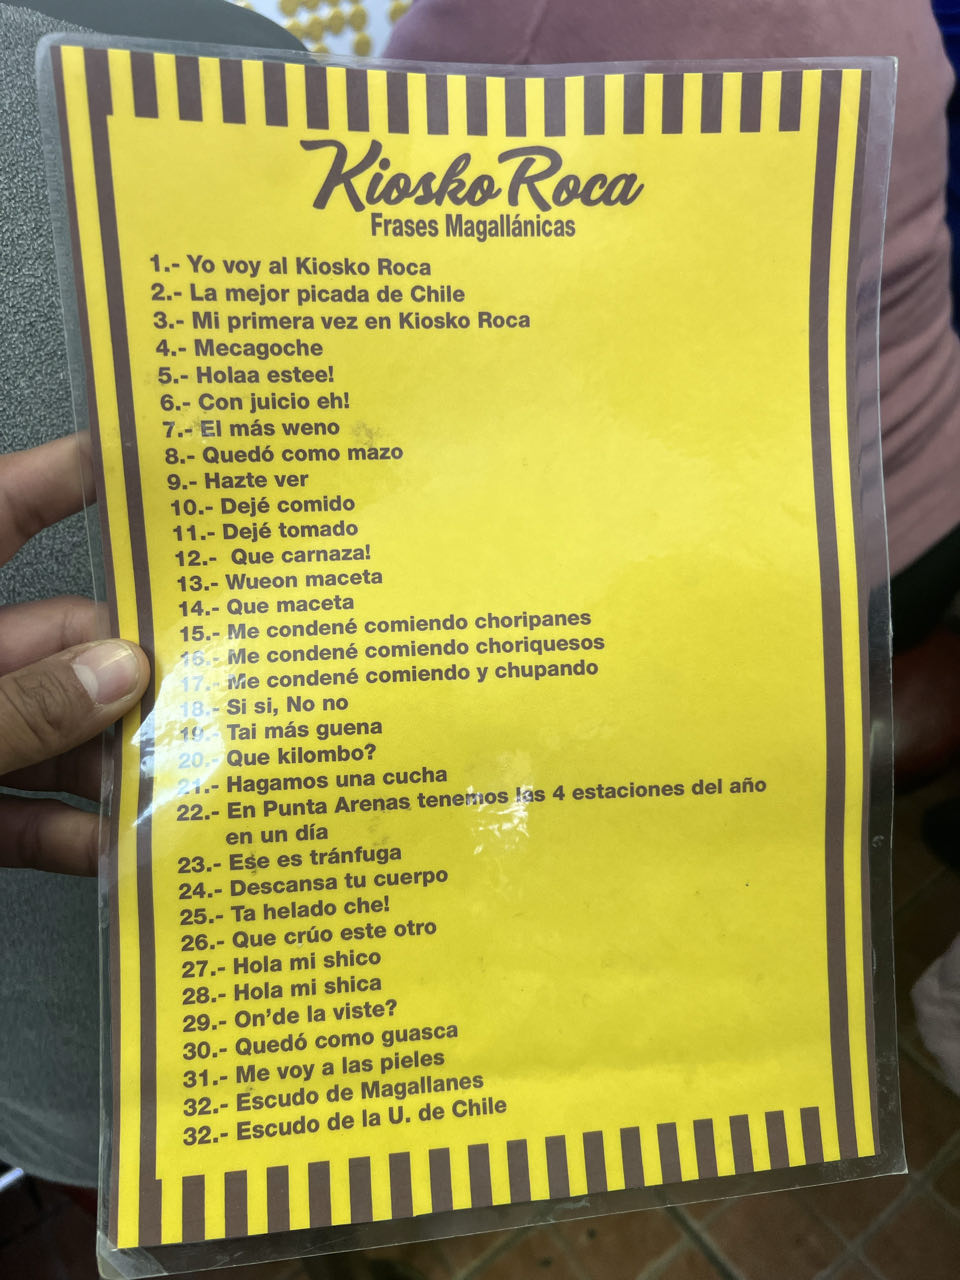 Kiosko Roca
Frases Magallánicas
1.- Yo voy al Kiosko Roca
2.- La mejor picada de Chile
3.- Mi primera vez en Kiosko Roca
4.- Mecagoche
5.- Holaa estee!
6.- Con juicio eh!
7.- El más weno
8.- Quedó como mazo
9.- Hazte ver
10.- Dejé comido
11.- Dejé tomado
12.- Que carnaza!
13.- Wueon maceta
14.- Que maceta
15.- Me condené comiendo choripanes
16.- Me condené comiendo choriquesos
17.- Me condené comiendo y chupando
18.- Si si, No no
19.- Tai más guena
20.- Que kilombo?
21.- Hagamos una cucha
22.- En Punta Arenas tenemos las 4 estaciones del año
en un día
23.- Ese es tránfuga
24.- Descansa tu cuerpo
25.- Ta helado che!
26.- Que crúo este otro
27.- Hola mi shico
28.- Hola mi shica
29.- On'de la viste?
30.- Quedó como guasca
31.- Me voy a las pieles
32.- Escudo de Magallanes
32.- Escudo de la U. de Chile